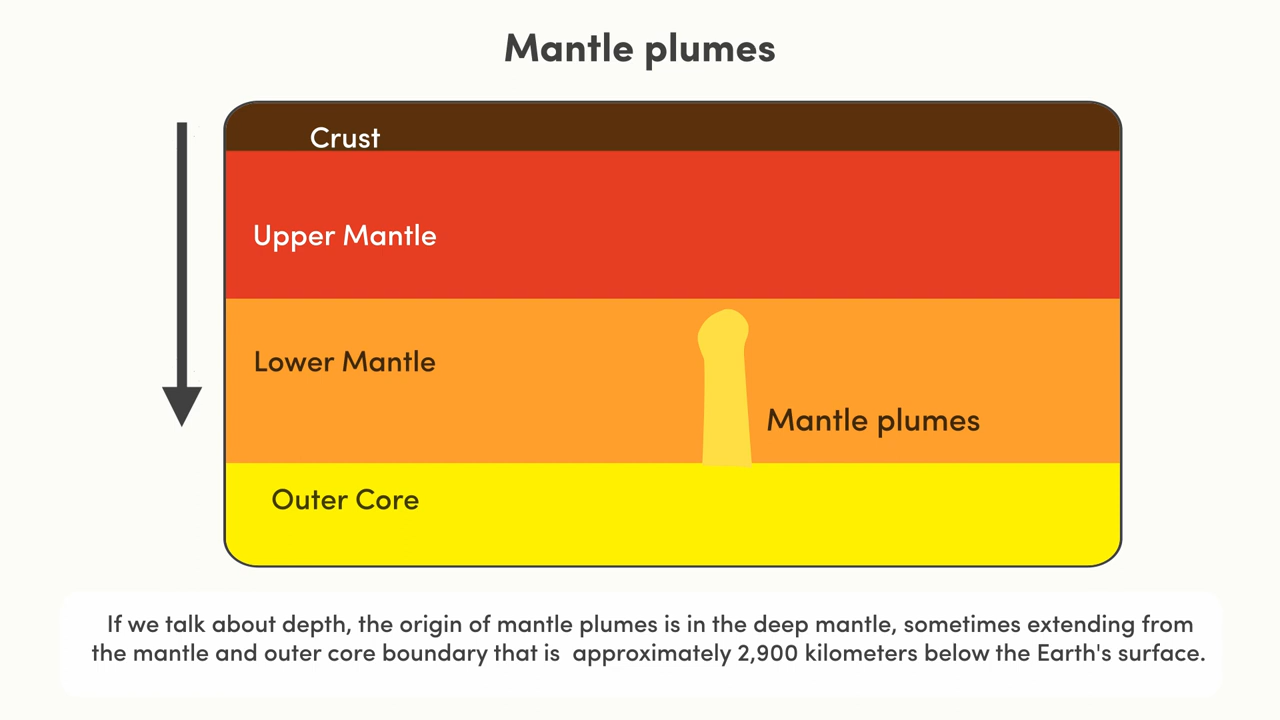 Mantle plumes
Crust
Upper Mantle
Lower Mantle
Mantle plumes
Outer Core
If we talk about depth, the origin of mantle plumes is in the deep mantle, sometimes extending from
the mantle and outer core boundary that is  approximately 2,900 kilometers below the Earth's surface.